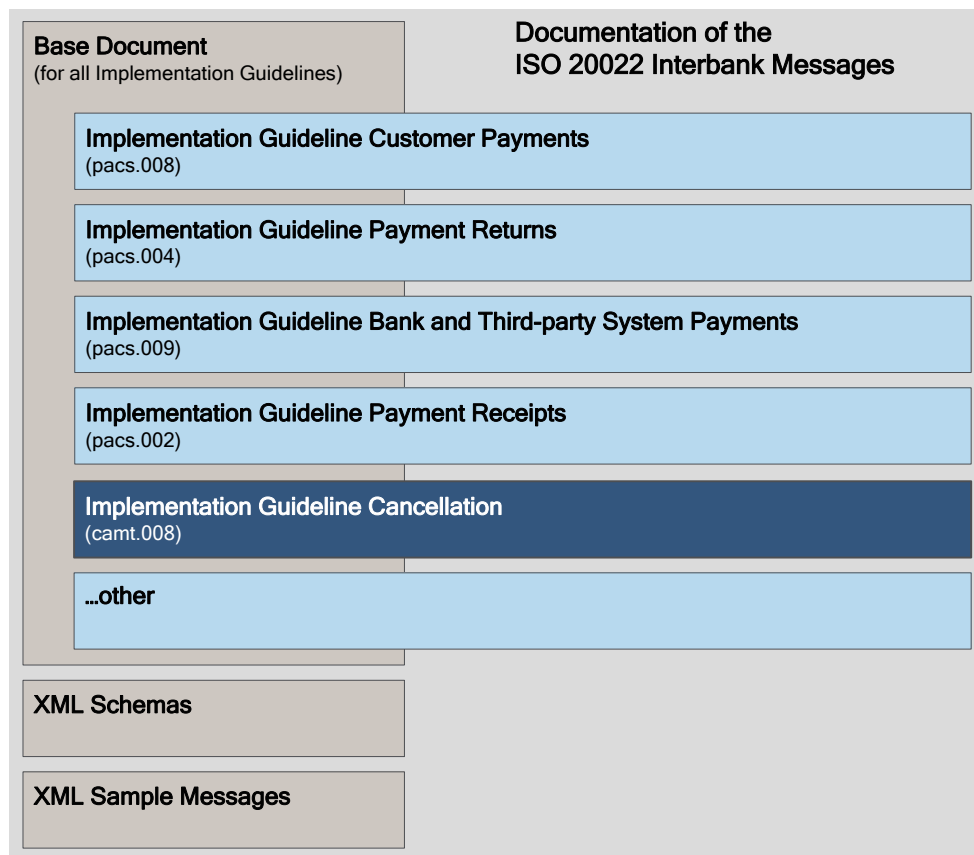 Documentation of the
ISO 20022 Interbank Messages
Base Document
(for all Implementation Guidelines)
Implementation Guideline Customer Payments
(pacs.008)
Implementation Guideline Payment Returns
(pacs.004)
Implementation Guideline Bank and Third-party System Payments
(pacs.009)
Implementation Guideline Payment Receipts
(pacs.002)
Implementation Guideline Cancellation
(camt.008)
...other
XML Schemas
XML Sample Messages